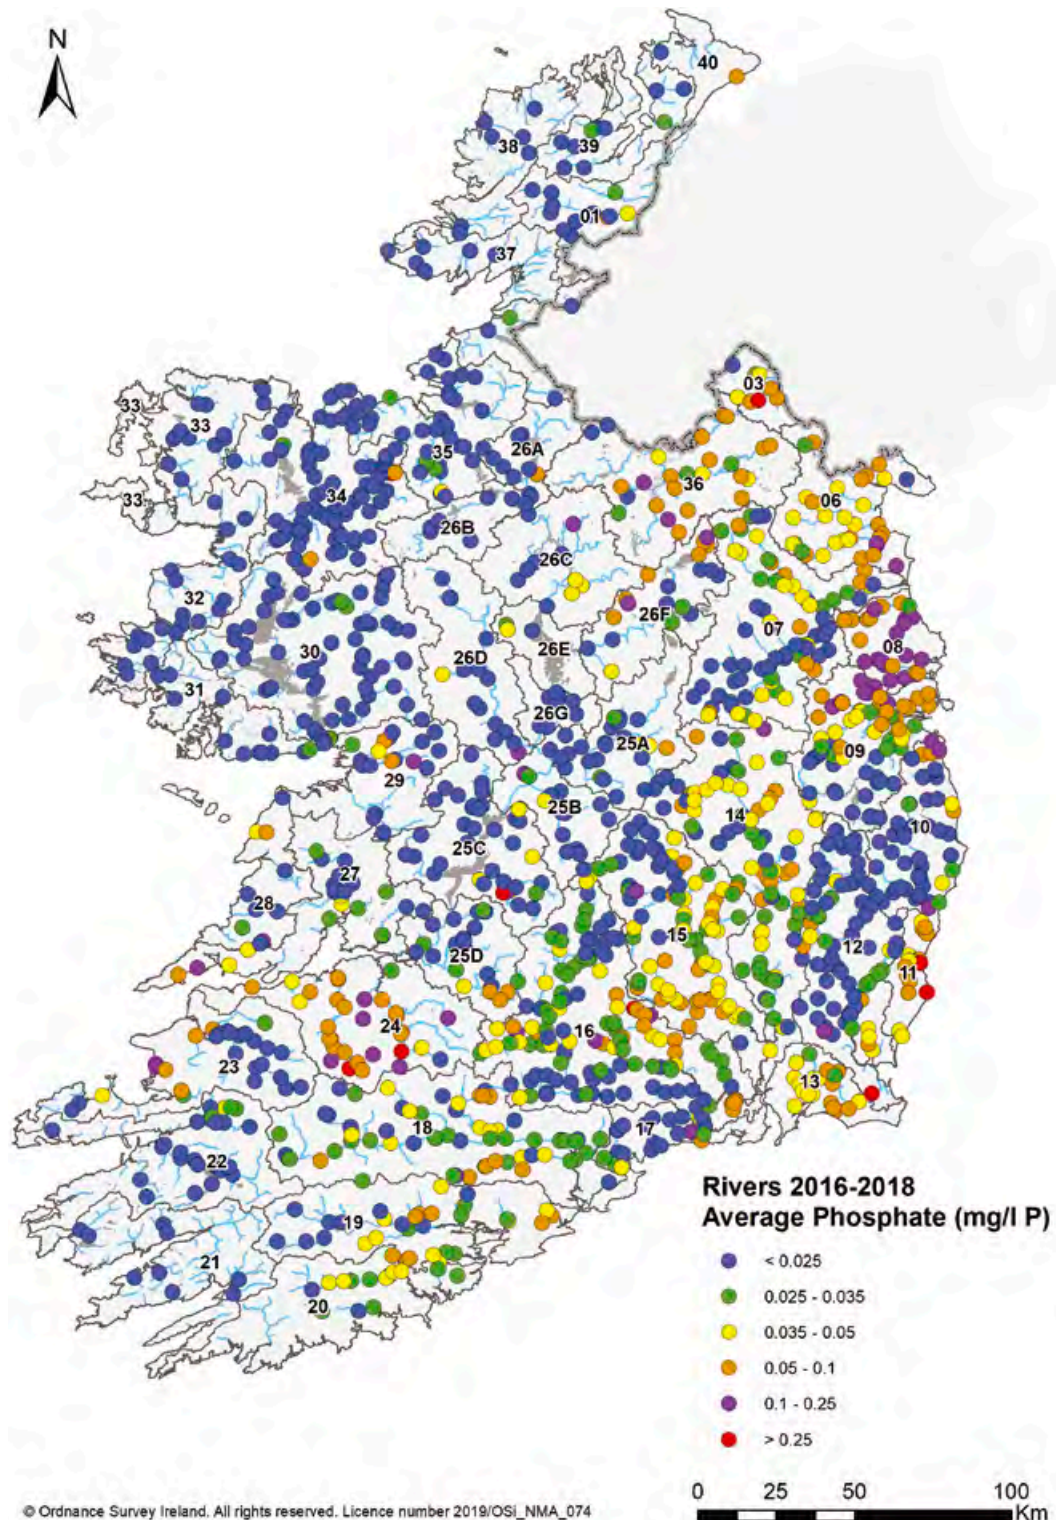 N
40
38
39
01
37
03
33
33
35
26A
36
33
34
06
26B
26C
32
26F
07
08
26E
30
26D
31
26G
25A
09
29
14
25B
10
25C
27
28
15
12
25D
11
24
16
23
13
18
17
22
19
21
20
Rivers 2016-2018
Average Phosphate (mg/l P)
< 0.025
0.025 - 0.035
0.035 - 0.05
0.05 - 0.1
0.1 - 0.25
> 0.25
0 25 50 100
Km
© Ordnance Survey Ireland. All rights reserved. Licence number 2019/OSi_NMA_074